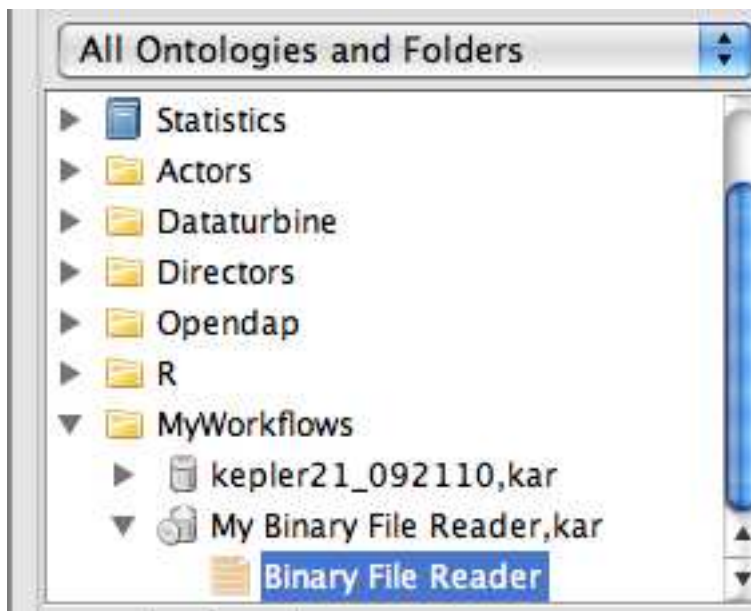 All Ontologies and Folders
Statistics
Actors
Dataturbine
Directors
Opendap
R
MyWorkflows
kepler21_092110,kar
My Binary File Reader,kar
Binary File Reader